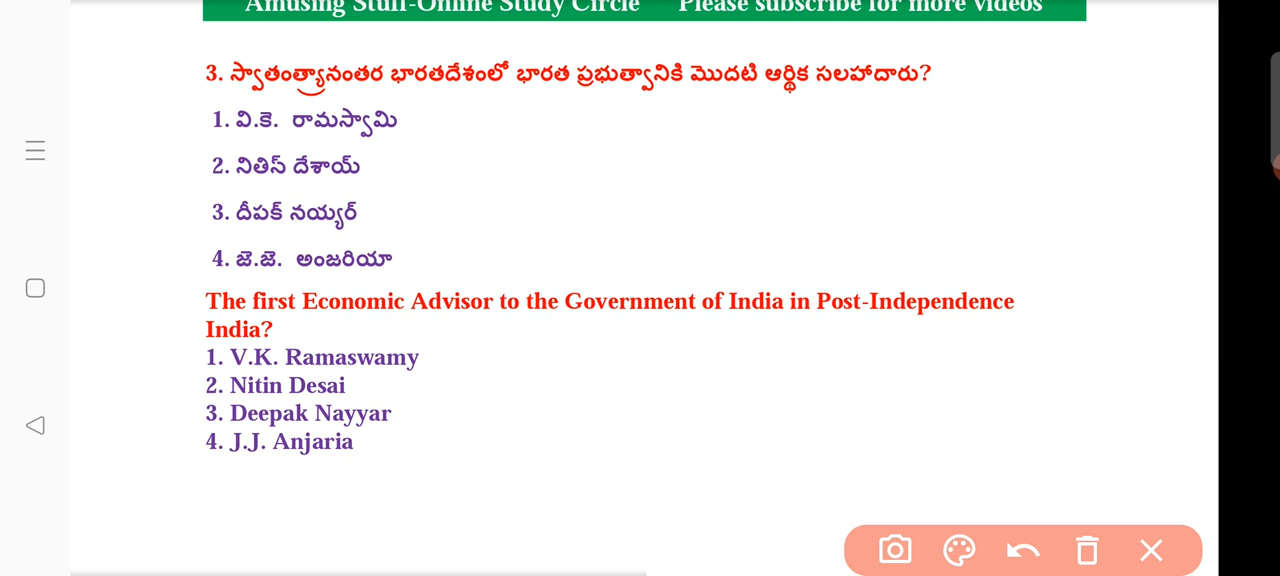 Amusing Stuff-Online Study Circle Please subscribe for more videos
3. స్వాతంత్ర్యానంతర భారతదేశంలో భారత ప్రభుత్వానికి మొదటి ఆర్థిక సలహాదారు?
1. వి.కె. రామస్వామి
2. నితిస్ దేశాయ్
3. దీపక్ నయ్యర్
4. జె.జె. అంజరియా
The first Economic Advisor to the Government of India in Post-Independence
India?
1. V.K. Ramaswamy
2. Nitin Desai
3. Deepak Nayyar
4. J.J. Anjaria